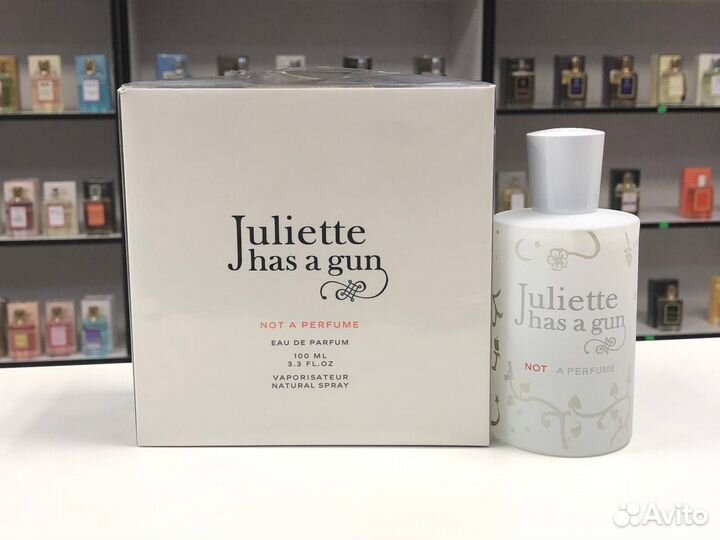 Juliette
has a gun
NOT A PERFUME
EAU DE PARFUM
100 ML
3.3 FL.OZ
VAPORISATEUR
NATURAL SPRAY
Juliette
has a gun
NOT A PERFUME
Avito